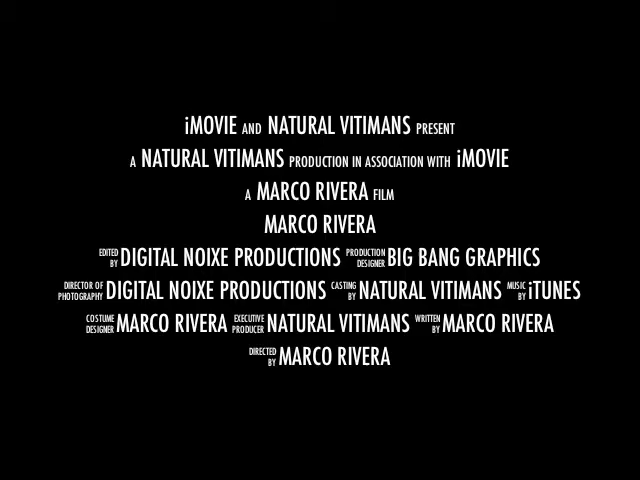 iMOVIE AND NATURAL VITIMANS PRESENT
A NATURAL VITIMANS PRODUCTION IN ASSOCIATION WITH iMOVIE
A MARCO RIVERA FILM
MARCO RIVERA
EDITED BY DIGITAL NOIXE PRODUCTIONS PRODUCTION DESIGNER BIG BANG GRAPHICS
DIRECTOR OF PHOTOGRAPHY DIGITAL NOIXE PRODUCTIONS CASTING BY NATURAL VITIMANS MUSIC BY iTUNES
COSTUME DESIGNER MARCO RIVERA EXECUTIVE PRODUCER NATURAL VITIMANS WRITTEN BY MARCO RIVERA
DIRECTED BY MARCO RIVERA